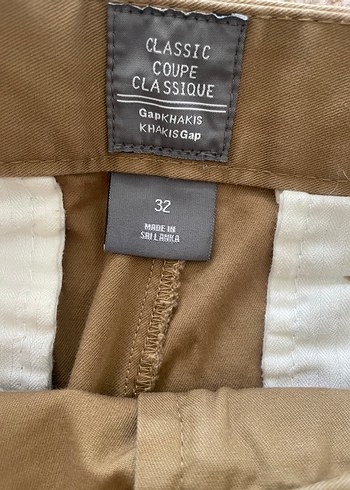 CLASSIC
COUPE
CLASSIQUE
GapKHAKIS
KHAKISGap
32
MADE IN
SRI LANKA